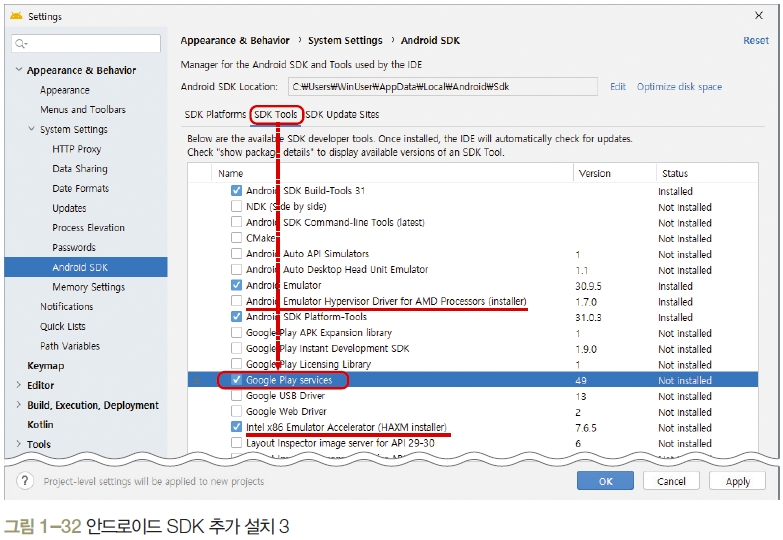 Settings
Appearance & Behavior > System Settings > Android SDK Reset
Manager for the Android SDK and Tools used by the IDE
Android SDK Location: C:₩Users₩WinUser₩AppData₩Local₩Android₩Sdk Edit Optimize disk space
Appearance & Behavior
Appearance
Menus and Toolbars
System Settings
HTTP Proxy
Data Sharing
Date Formats
Updates
Process Elevation
Passwords
Android SDK
Memory Settings
Notifications
Quick Lists
Path Variables
Keymap
Editor
Build, Execution, Deployment
Kotlin
Tools
SDK Platforms SDK Tools SDK Update Sites
Below are the available SDK developer tools. Once installed, the IDE will automatically check for updates.
Check "show package details" to display available versions of an SDK Tool.
Name Version Status
Android SDK Build-Tools 31 Installed
NDK (Side by side) Not installed
Android SDK Command-line Tools (latest) Not installed
CMake Not installed
Android Auto API Simulators 1 Not installed
Android Auto Desktop Head Unit Emulator 1.1 Not installed
Android Emulator 30.9.5 Installed
Android Emulator Hypervisor Driver for AMD Processors (installer) 1.7.0 Not installed
Android SDK Platform-Tools 31.0.3 Installed
Google Play APK Expansion library 1 Not installed
Google Play Instant Development SDK 1.9.0 Not installed
Google Play Licensing Library 1 Not installed
Google Play services 49 Not installed
Google USB Driver 13 Not installed
Google Web Driver 2 Not installed
Intel x86 Emulator Accelerator (HAXM installer) 7.6.5 Not installed
Layout Inspector image server for API 29-30 6 Not installed
? Project-level settings will be applied to new projects OK Cancel Apply
그림 1-32 안드로이드 SDK 추가 설치 3